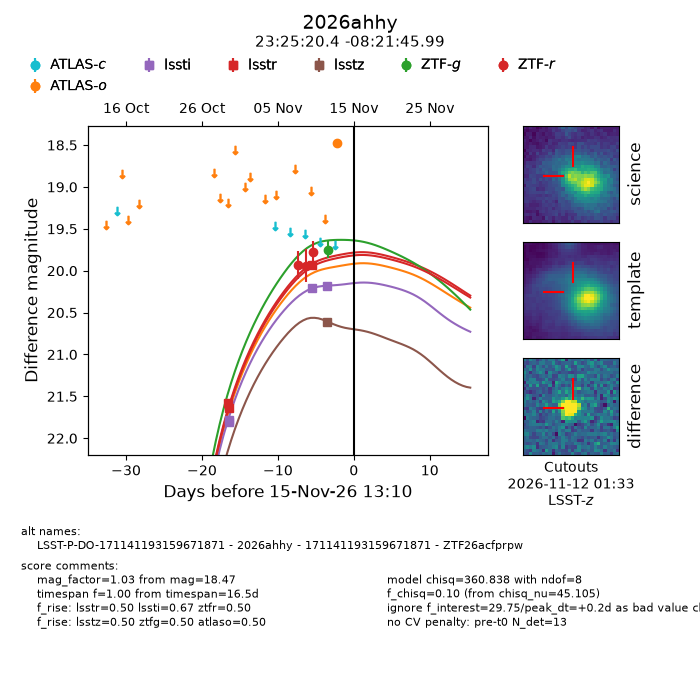 2026ahhy
23:25:20.4 -08:21:45.99
ATLAS-c
lssti
lsstr
lsstz
ZTF-g
ZTF-r
ATLAS-o
16 Oct
26 Oct
05 Nov
15 Nov
25 Nov
18.5
19.0
19.5
20.0
20.5
21.0
21.5
22.0
Difference magnitude
−30
−20
−10
0
10
Days before 15-Nov-26 13:10
science
template
difference
Cutouts
2026-11-12 01:33
LSST-z
alt names:
LSST-P-DO-171141193159671871 - 2026ahhy - 171141193159671871 - ZTF26acfprpw
score comments:
mag_factor=1.03 from mag=18.47
timespan f=1.00 from timespan=16.5d
f_rise: lsstr=0.50 lssti=0.67 ztfr=0.50
f_rise: lsstz=0.50 ztfg=0.50 atlaso=0.50
model chisq=360.838 with ndof=8
f_chisq=0.10 (from chisq_nu=45.105)
ignore f_interest=29.75/peak_dt=+0.2d as bad value
no CV penalty: pre-t0 N_det=13